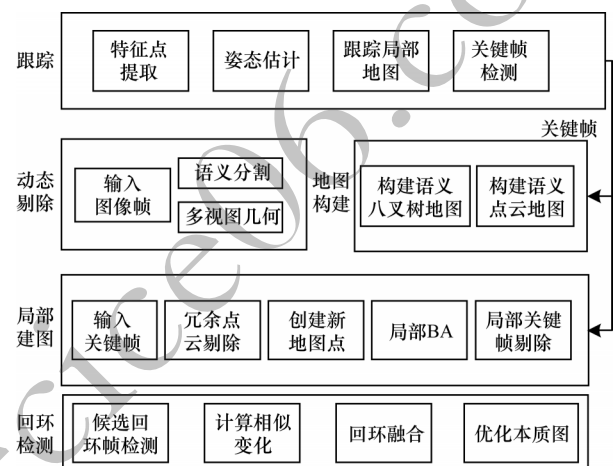 跟踪
特征点
提取
姿态估计
跟踪局部
地图
关键帧
检测
关键帧
动态
剔除
输入
图像帧
语义分割
多视图几何
地图
构建
构建语义
八叉树地图
构建语义
点云地图
局部
建图
输入
关键帧
冗余点
云剔除
创建新
地图点
局部BA
局部关键
帧剔除
回环
检测
候选回
环帧检测
计算相似
变化
回环融合
优化本质图